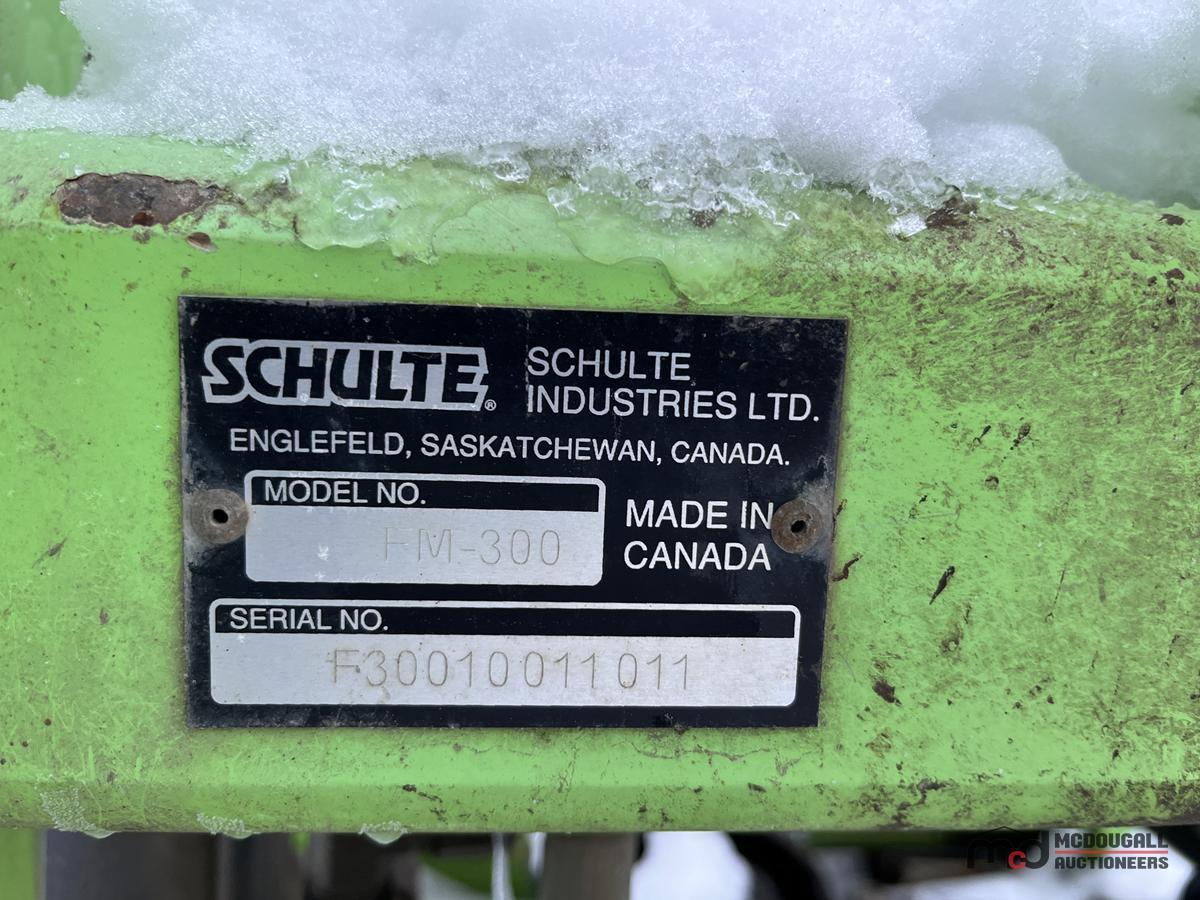 SCHULTE®
SCHULTE
INDUSTRIES LTD.
ENGLEFELD, SASKATCHEWAN, CANADA.
MODEL NO.
FM-300
MADE IN
CANADA
SERIAL NO.
F30010011011
mcd
MCDOUGALL
AUCTIONEERS